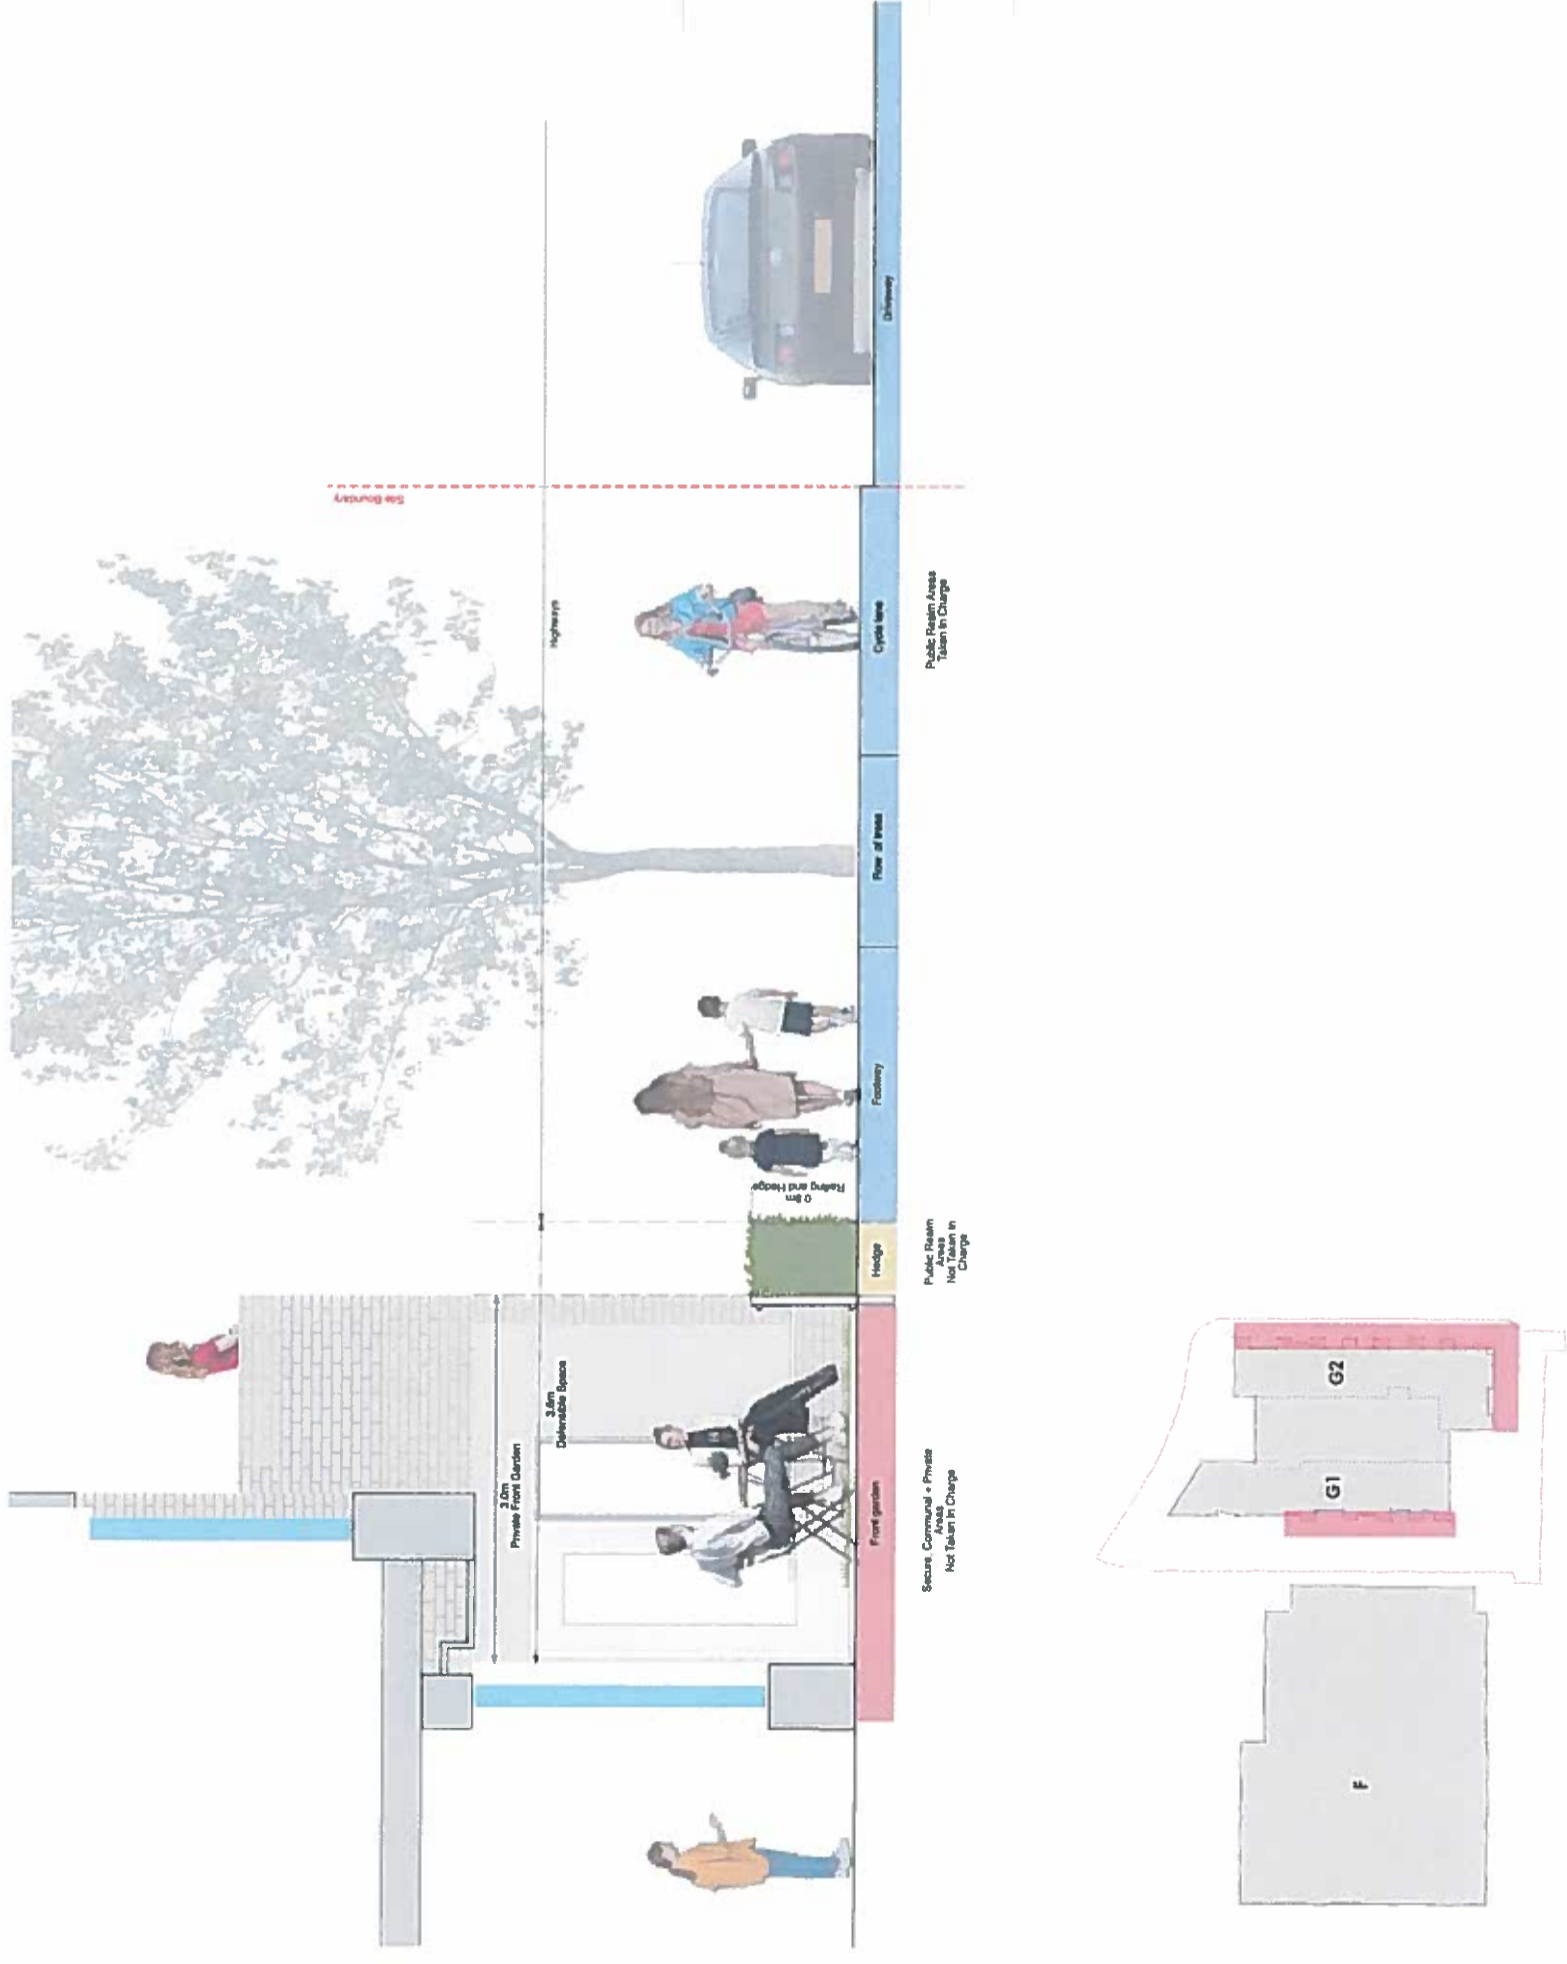 Site Boundary
Highways
3.0m
Private Front Garden
3.6m
Defensible Space
0.8m
Railing and Hedge
Front garden
Hedge
Footway
Row of trees
Cycle lane
Driveway
Secure, Communal + Private
Areas
Not Taken In Charge
Public Realm
Areas
Not Taken In
Charge
Public Realm Areas
Taken In Charge
F
G1
G2